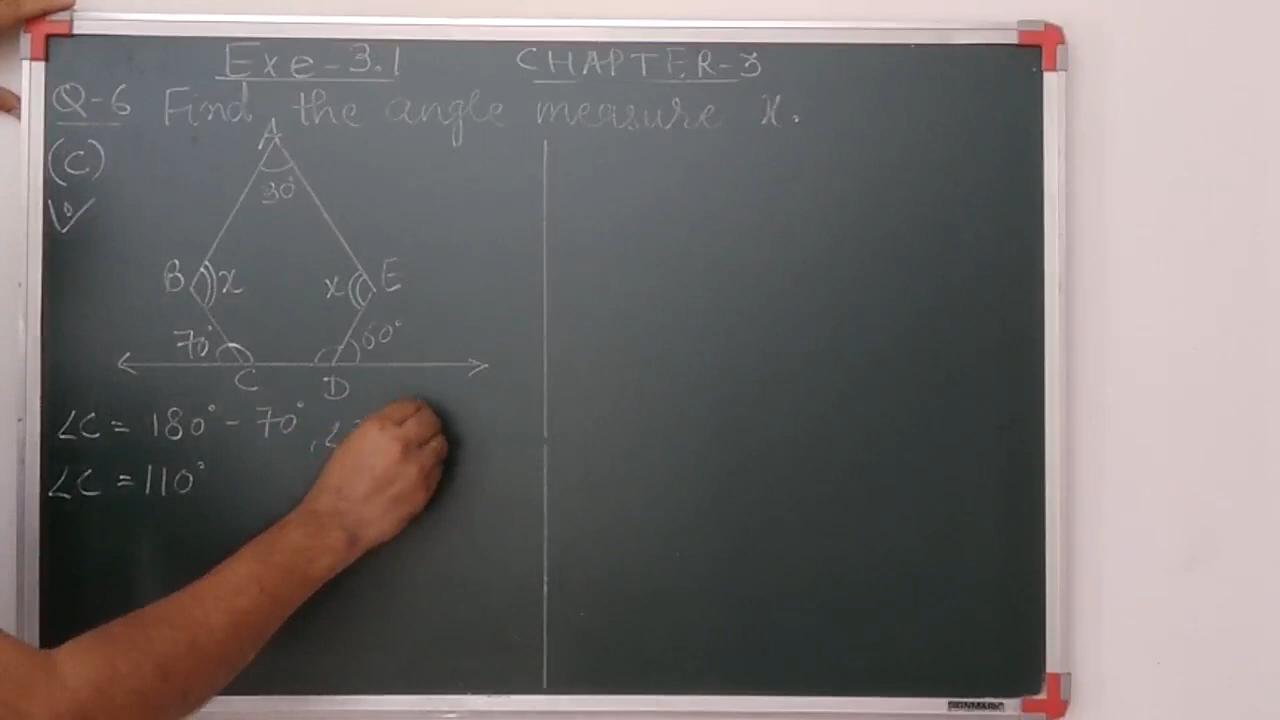 Exe-3.1 CHAPTER-3
Q-6 Find the angle measure x.
(C)
A
30°
B x x E
70° 60°
C D
∠C = 180° - 70°, ∠
∠C = 110°